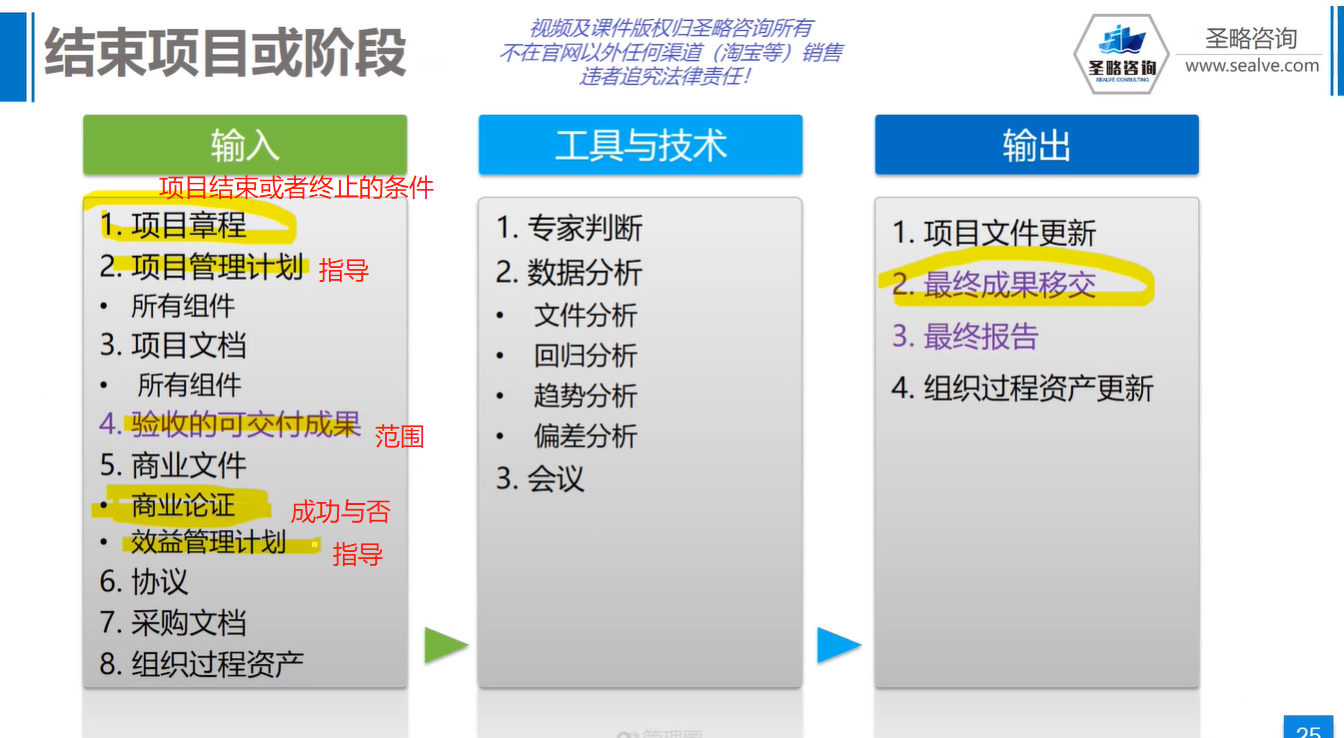 结束项目或阶段
视频及课件版权归圣略咨询所有
不在官网以外任何渠道（淘宝等）销售
违者追究法律责任！
圣略咨询
SEALVE CONSULTING
圣略咨询
www.sealve.com
输入
项目结束或者终止的条件
1. 项目章程
2. 项目管理计划 指导
• 所有组件
3. 项目文档
• 所有组件
4. 验收的可交付成果 范围
5. 商业文件
• 商业论证 成功与否
• 效益管理计划 指导
6. 协议
7. 采购文档
8. 组织过程资产
工具与技术
1. 专家判断
2. 数据分析
• 文件分析
• 回归分析
• 趋势分析
• 偏差分析
3. 会议
输出
1. 项目文件更新
2. 最终成果移交
3. 最终报告
4. 组织过程资产更新
管理圈
25